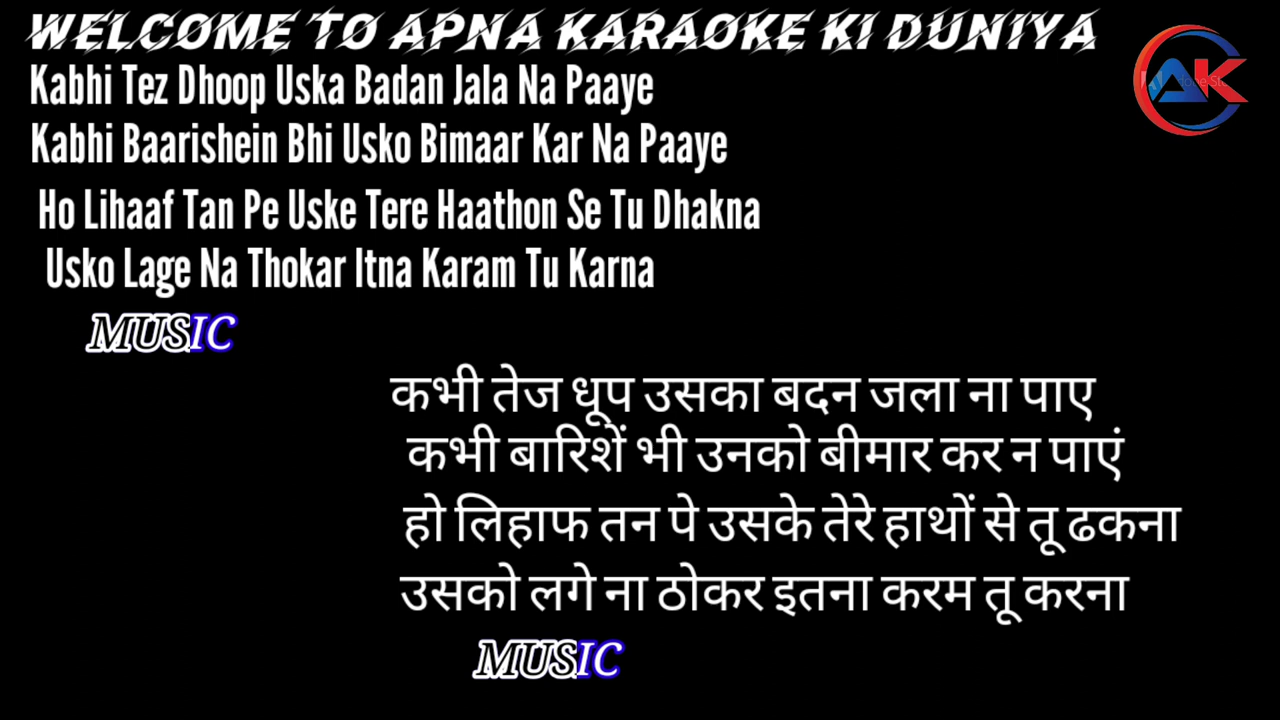 WELCOME TO APNA KARAOKE KI DUNIYA
AK
Kabhi Tez Dhoop Uska Badan Jala Na Paaye
Kabhi Baarishein Bhi Usko Bimaar Kar Na Paaye
Ho Lihaaf Tan Pe Uske Tere Haathon Se Tu Dhakna
Usko Lage Na Thokar Itna Karam Tu Karna
MUSIC
कभी तेज धूप उसका बदन जला ना पाए
कभी बारिशें भी उनको बीमार कर न पाएं
हो लिहाफ तन पे उसके तेरे हाथों से तू ढकना
उसको लगे ना ठोकर इतना करम तू करना
MUSIC